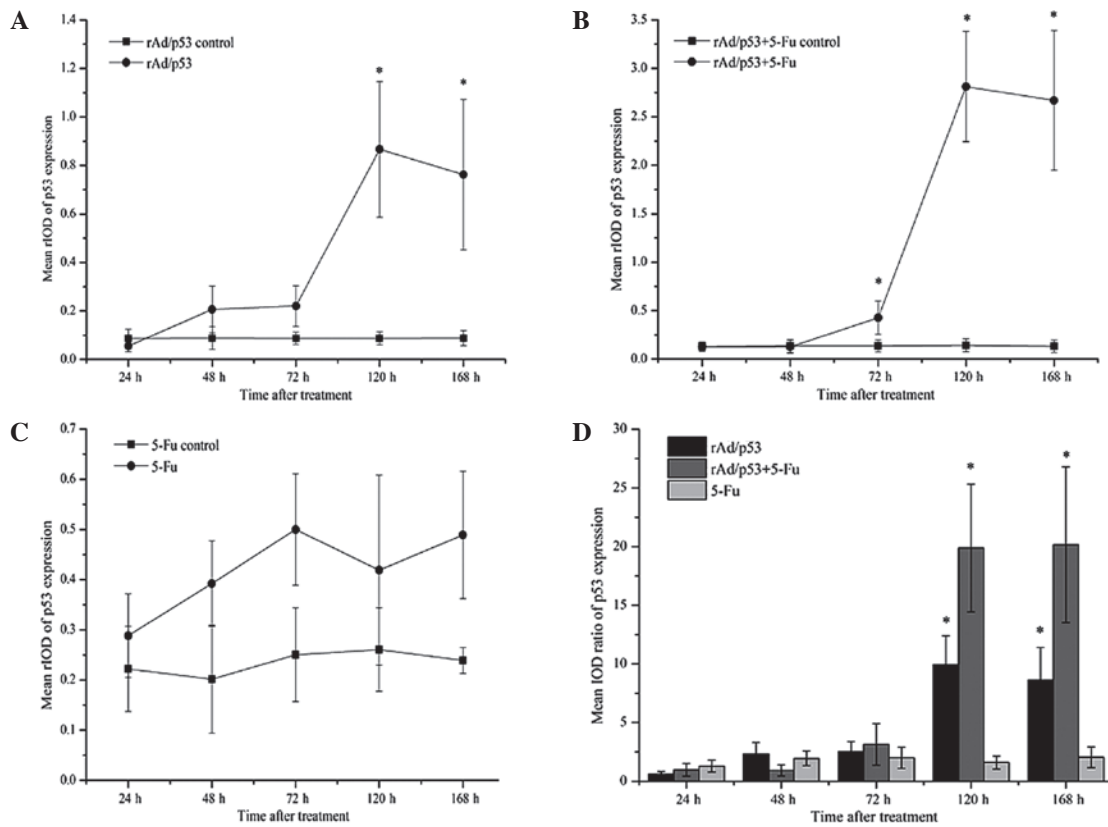 A
1.4
1.2
1.0
0.8
0.6
0.4
0.2
0.0
Mean rIOD of p53 expression
rAd/p53 control
rAd/p53
*
*
24 h 48 h 72 h 120 h 168 h
Time after treatment
B
3.5
3.0
2.5
2.0
1.5
1.0
0.5
0.0
Mean rIOD of p53 expression
rAd/p53+5-Fu control
rAd/p53+5-Fu
*
*
*
24 h 48 h 72 h 120 h 168 h
Time after treatment
C
0.7
0.6
0.5
0.4
0.3
0.2
0.1
0.0
Mean rIOD of p53 expression
5-Fu control
5-Fu
24 h 48 h 72 h 120 h 168 h
Time after treatment
D
30
25
20
15
10
5
0
Mean IOD ratio of p53 expression
rAd/p53
rAd/p53+5-Fu
5-Fu
*
*
*
*
24 h 48 h 72 h 120 h 168 h
Time after treatment